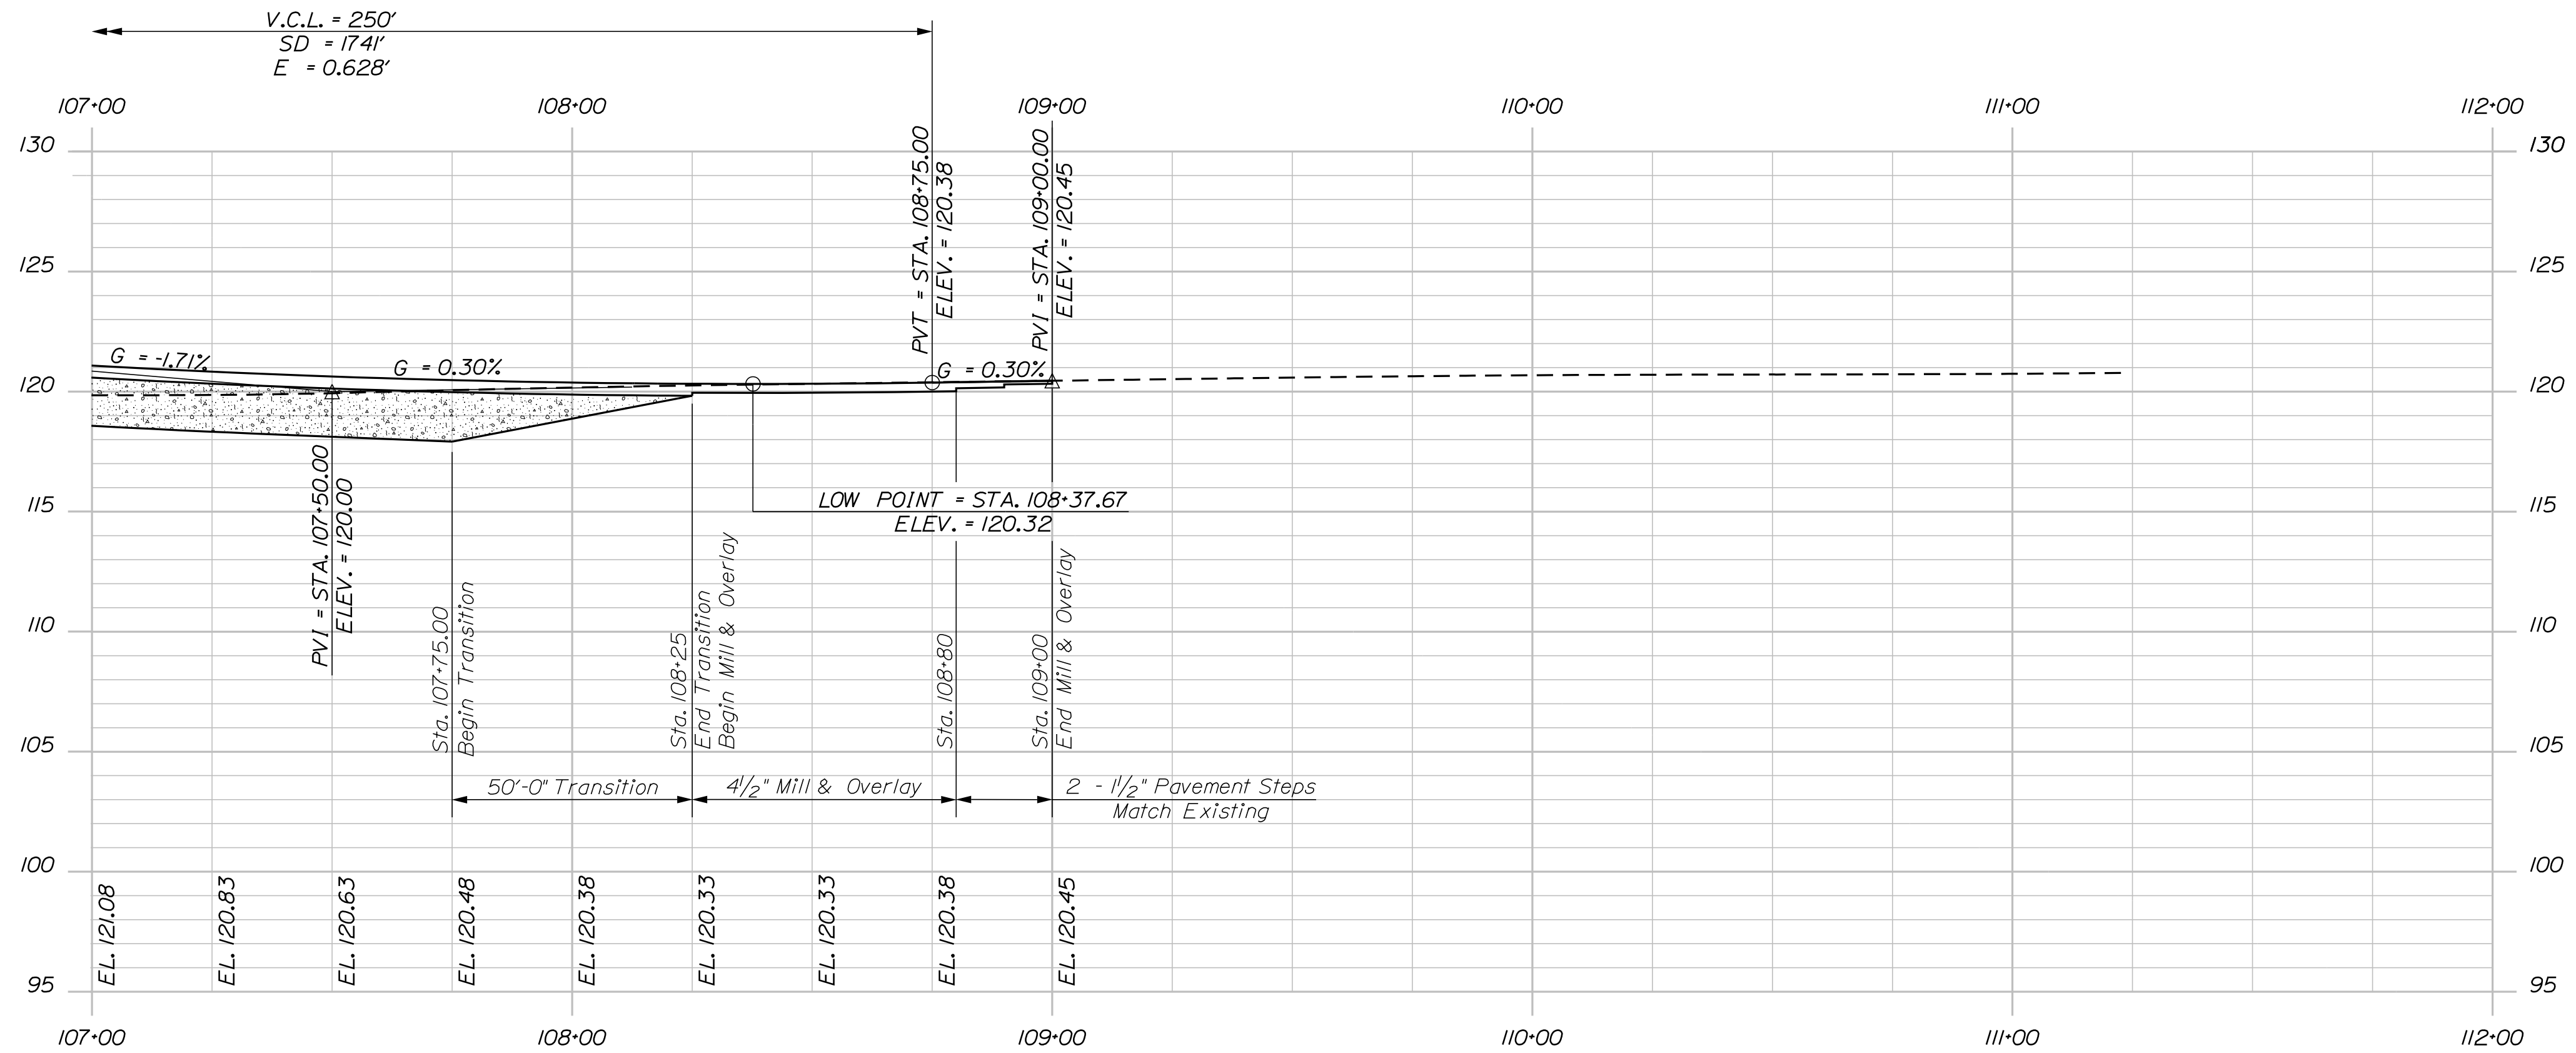 V.C.L. = 250'
SD = 1741'
E = 0.628'
107+00 108+00 109+00 110+00 111+00 112+00
130 130
125 125
120 120
115 115
110 110
105 105
100 100
95 95
PVT = STA. 108+75.00
ELEV. = 120.38
PVI = STA. 109+00.00
ELEV. = 120.45
G = -1.71%
G = 0.30%
G = 0.30%
PVI = STA. 107+50.00
ELEV. = 120.00
LOW POINT = STA. 108+37.67
ELEV. = 120.32
Sta. 107+75.00
Begin Transition
Sta. 108+25
End Transition
Begin Mill & Overlay
Sta. 108+80
Sta. 109+00
End Mill & Overlay
50'-0" Transition
4 1/2" Mill & Overlay
2 - 1 1/2" Pavement Steps
Match Existing
EL. 121.08
EL. 120.83
EL. 120.63
EL. 120.48
EL. 120.38
EL. 120.33
EL. 120.33
EL. 120.38
EL. 120.45
107+00 108+00 109+00 110+00 111+00 112+00